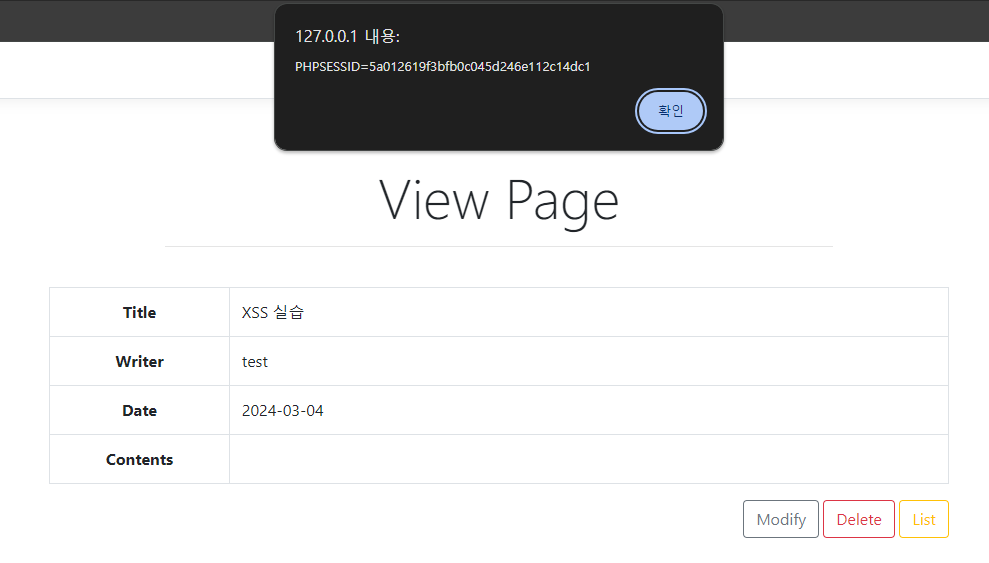 127.0.0.1 내용:
PHPSESSID=5a012619f3bfb0c045d246e112c14dc1
확인
View Page
Title XSS 실습
Writer test
Date 2024-03-04
Contents
Modify Delete List